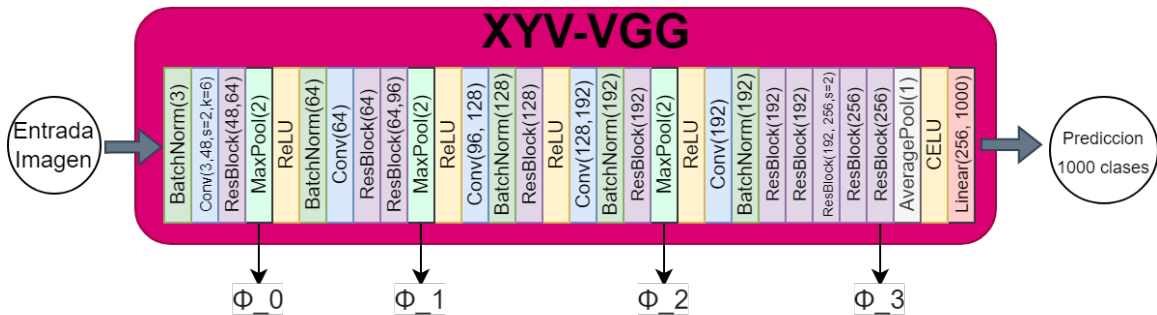 XYV-VGG
Entrada
Imagen
BatchNorm(3)
Conv(3,48,s=2,k=6)
ResBlock(48,64)
MaxPool(2)
ReLU
BatchNorm(64)
Conv(64)
ResBlock(64)
ResBlock(64,96)
MaxPool(2)
ReLU
Conv(96, 128)
BatchNorm(128)
ResBlock(128)
ReLU
Conv(128,192)
BatchNorm(192)
ResBlock(192)
MaxPool(2)
ReLU
Conv(192)
BatchNorm(192)
ResBlock(192)
ResBlock(192)
ResBlock(192, 256,s=2)
ResBlock(256)
ResBlock(256)
AveragePool(1)
CELU
Linear(256, 1000)
Prediccion
1000 clases
Φ_0
Φ_1
Φ_2
Φ_3